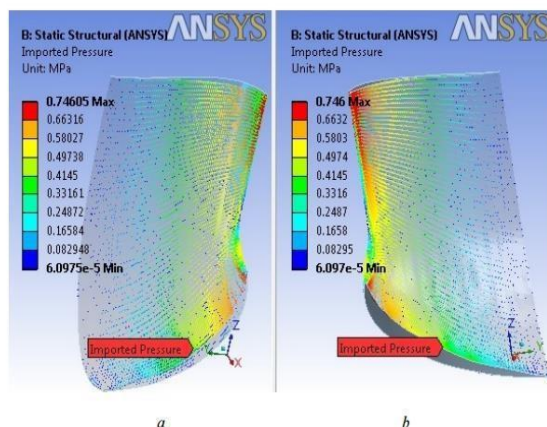 B: Static Structural (ANSYS)
Imported Pressure
Unit: MPa
ANSYS
0.74605 Max
0.66316
0.58027
0.49738
0.4145
0.33161
0.24872
0.16584
0.082948
6.0975e-5 Min
Imported Pressure
Z
X
a
B: Static Structural (ANSYS)
Imported Pressure
Unit: MPa
ANSYS
0.746 Max
0.6632
0.5803
0.4974
0.4145
0.3316
0.2487
0.1658
0.08295
6.097e-5 Min
Imported Pressure
Z
Y
X
b